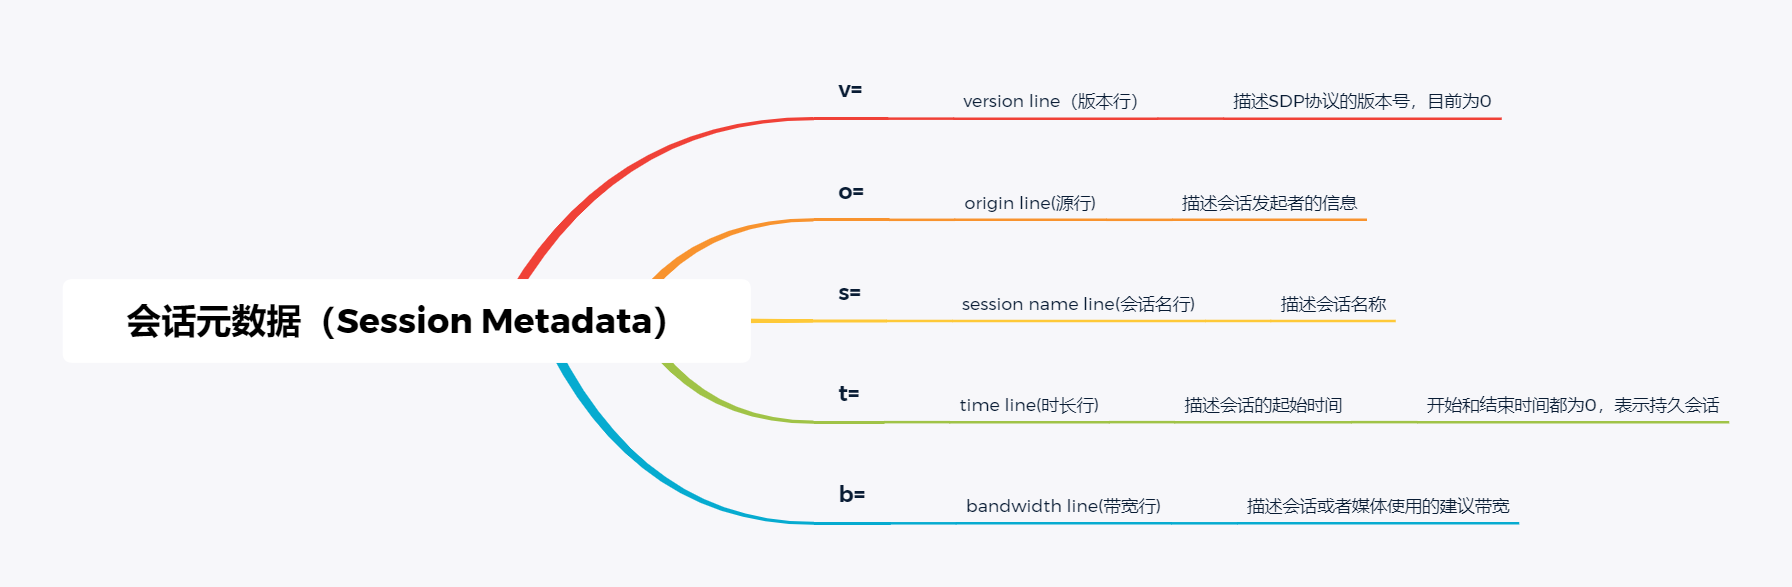 会话元数据（Session Metadata）
v=
version line（版本行）
描述SDP协议的版本号，目前为0
o=
origin line(源行)
描述会话发起者的信息
s=
session name line(会话名行)
描述会话名称
t=
time line(时长行)
描述会话的起始时间
开始和结束时间都为0，表示持久会话
b=
bandwidth line(带宽行)
描述会话或者媒体使用的建议带宽